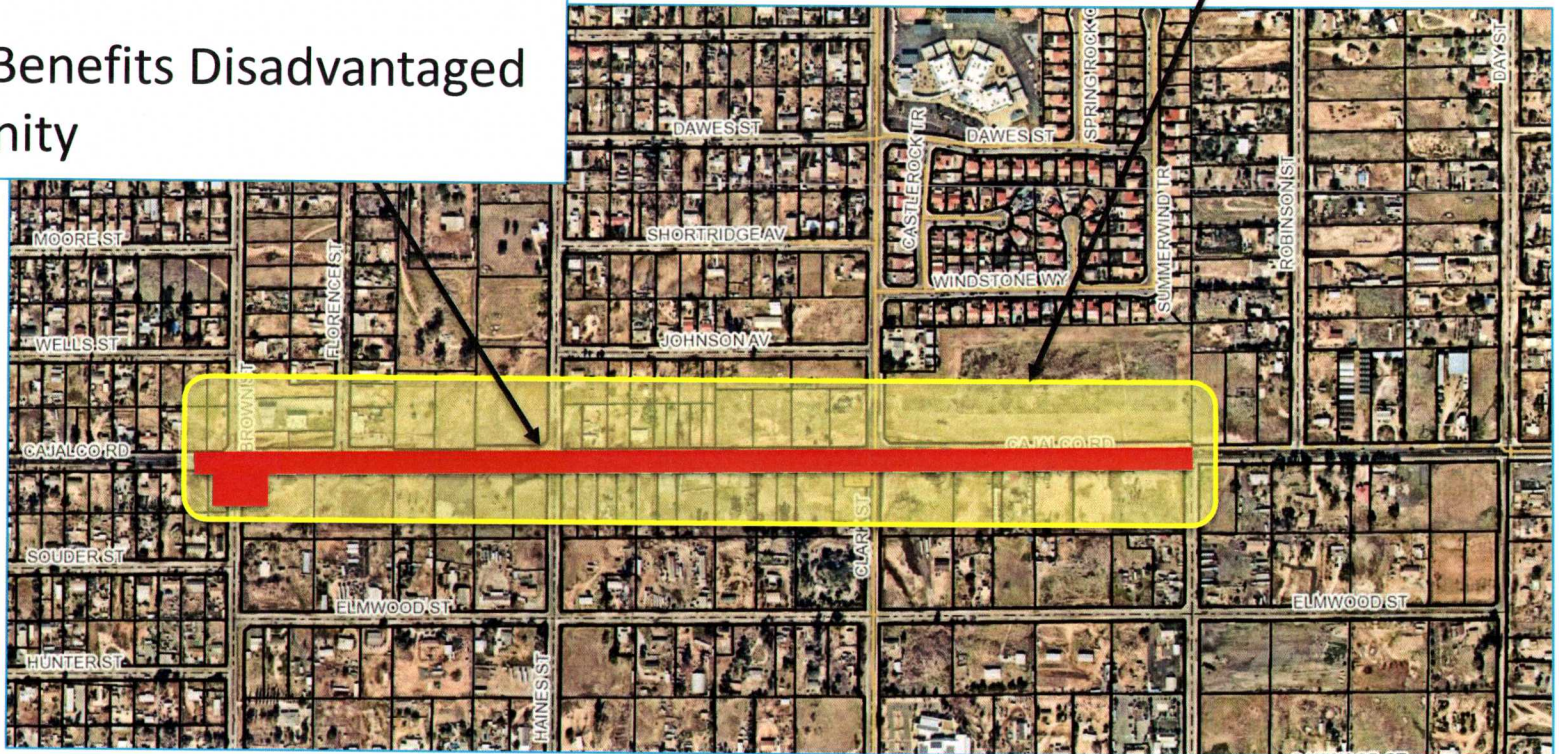 Benefits Disadvantaged
nity
DAY ST
SPRING ROCK C
DAWES ST
DAWES ST
CASTLEROCK TR
SUMMERWIND TR
ROBINSON ST
MOORE ST
FLORENCE ST
SHORTRIDGE AV
WINDSTONE WY
WELLS ST
JOHNSON AV
BROWN ST
CAJALCO RD
CAJALCO RD
CLARK ST
SOUDER ST
ELMWOOD ST
ELMWOOD ST
HUNTER ST
HAINES ST